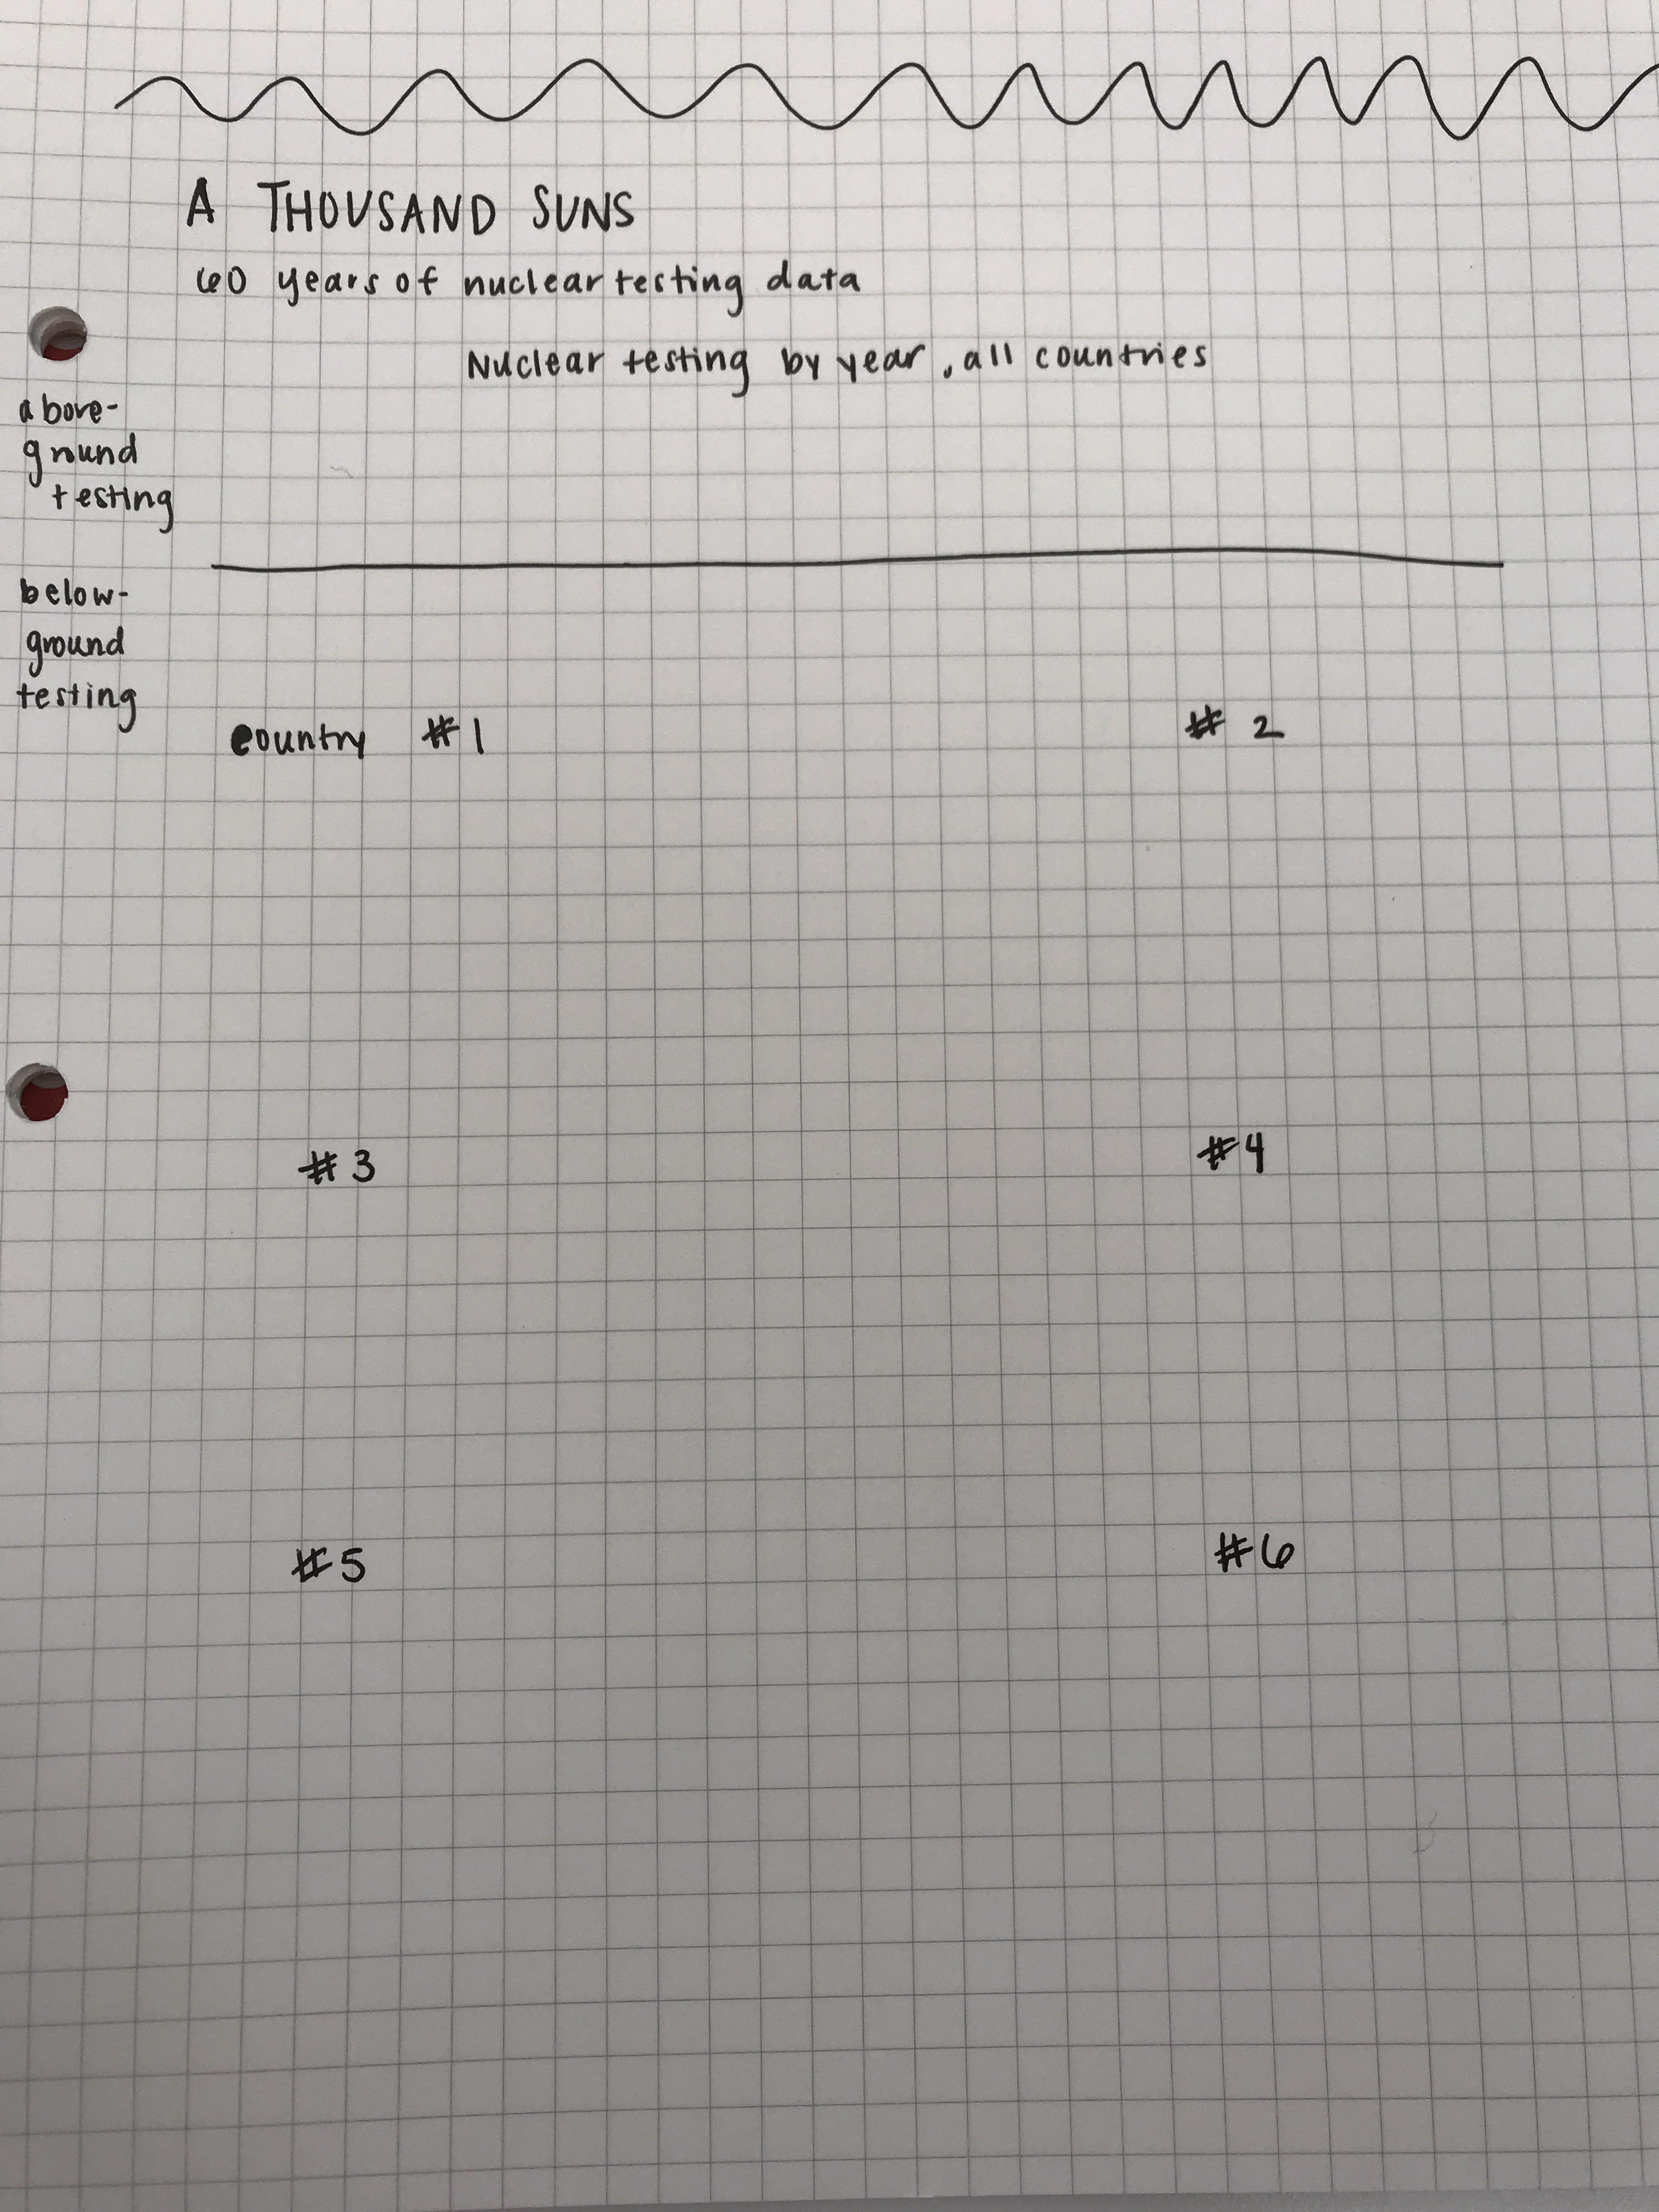 A THOUSAND SUNS
60 years of nuclear testing data
Nuclear testing by year, all countries
above-
ground
testing
below-
ground
testing
country #1
# 2
#3
#4
#5
#6